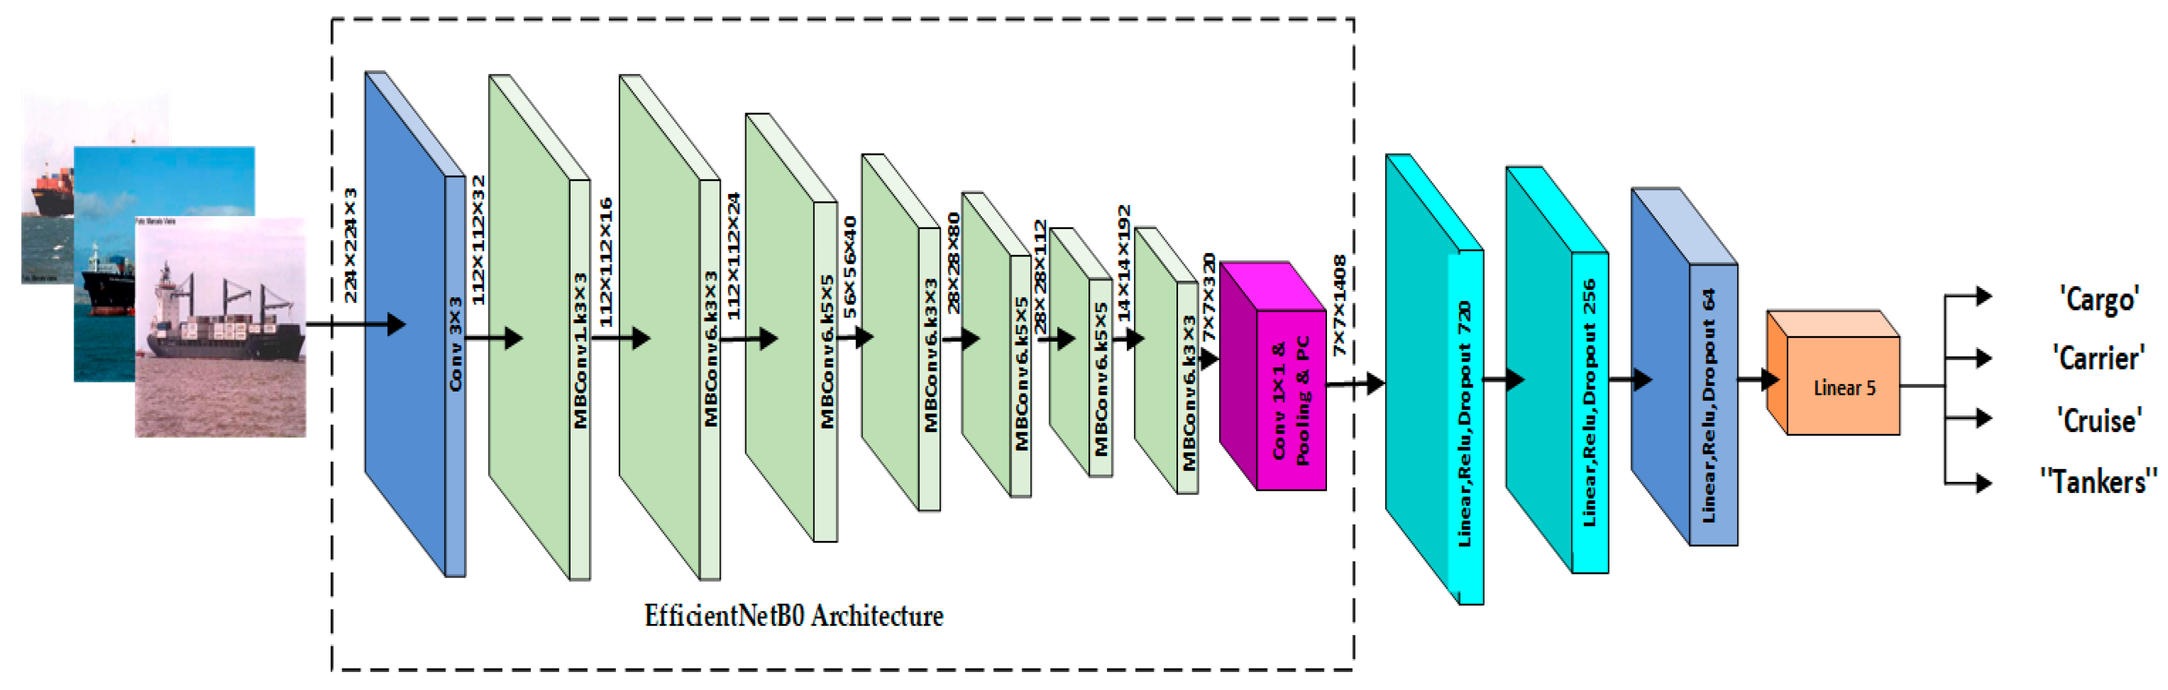 Foto: Marcelo Vieira
224×224×3
Conv 3×3
112×112×32
MBConv1.k3×3
112×112×16
MBConv6.k3×3
112×112×24
MBConv6.k5×5
56×56×40
MBConv6.k3×3
28×28×80
MBConv6.k5×5
28×28×112
MBConv6.k5×5
14×14×192
MBConv6.k3×3
7×7×320
Conv 1×1 &
Pooling & PC
7×7×1408
EfficientNetB0 Architecture
Linear,Relu,Dropout 720
Linear,Relu,Dropout 256
Linear,Relu,Dropout 64
Linear 5
'Cargo'
'Carrier'
'Cruise'
"Tankers"